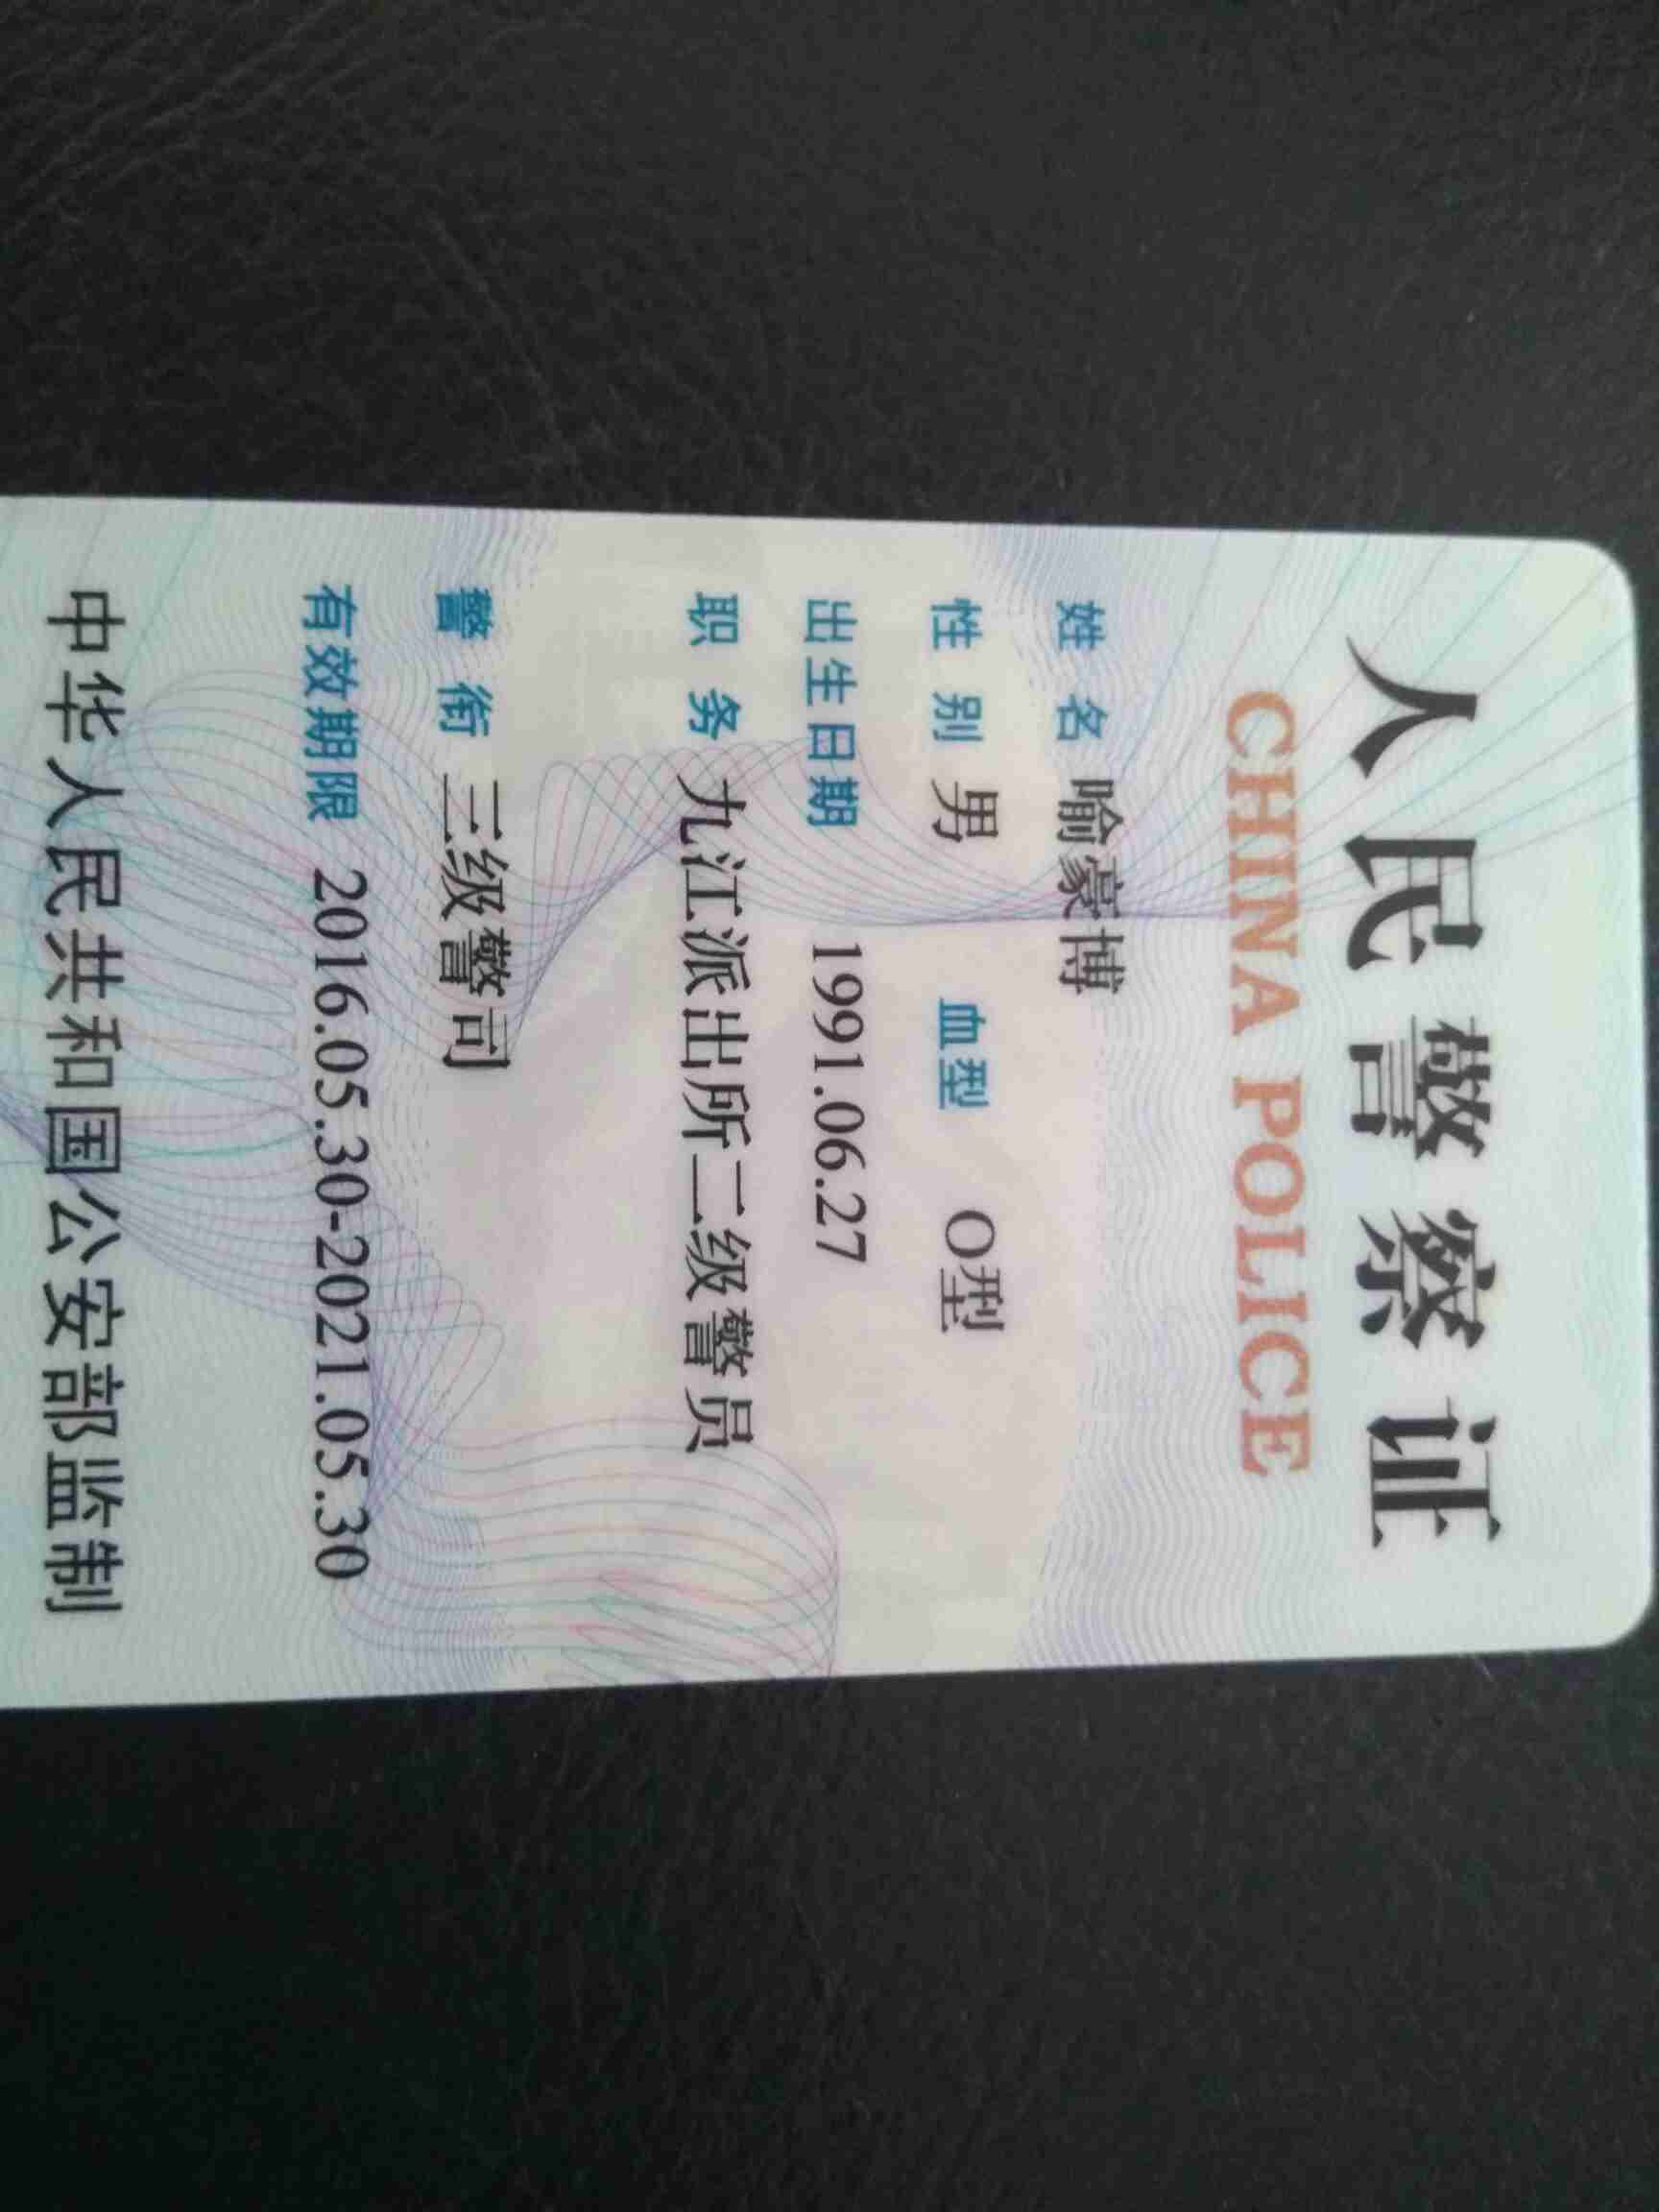 人民警察证
CHINA POLICE
姓 名 喻豪博
性 别 男 血型 O型
出生日期 1991.06.27
职 务 九江派出所二级警员
警 衔 三级警司
有效期限 2016.05.30-2021.05.30
中华人民共和国公安部监制